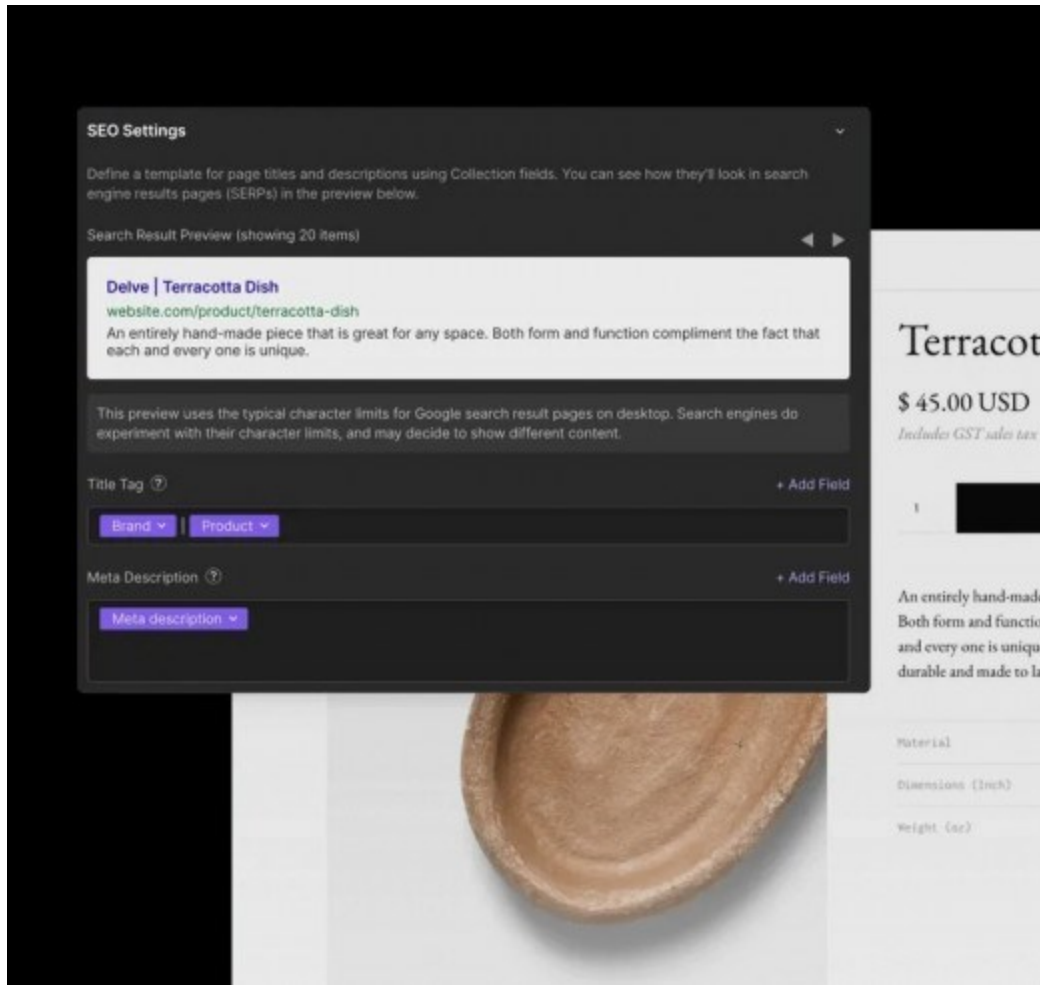 SEO Settings
Define a template for page titles and descriptions using Collection fields. You can see how they'll look in search
engine results pages (SERPs) in the preview below.
Search Result Preview (showing 20 items)
Delve | Terracotta Dish
website.com/product/terracotta-dish
An entirely hand-made piece that is great for any space. Both form and function compliment the fact that
each and every one is unique.
This preview uses the typical character limits for Google search result pages on desktop. Search engines do
experiment with their character limits, and may decide to show different content.
Title Tag ?
+ Add Field
Brand | Product
Meta Description ?
+ Add Field
Meta description
Terracot
$ 45.00 USD
Includes GST sales tax
1
An entirely hand-made
Both form and functio
and every one is uniqu
durable and made to la
Material
Dimensions (Inch)
Weight (oz)